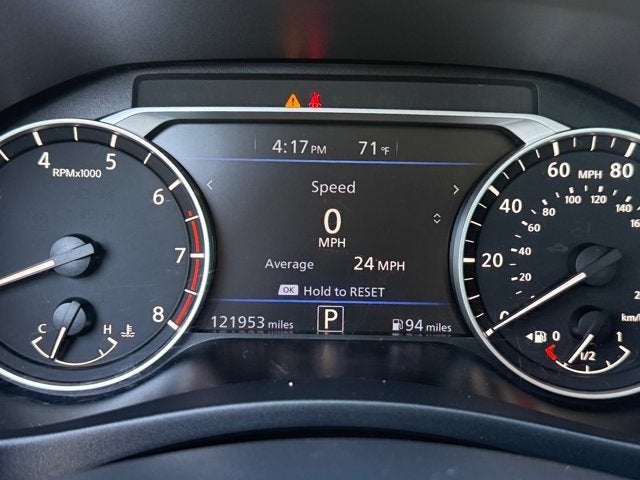 4:17 PM 71°F
Speed
0
MPH
Average 24 MPH
OK Hold to RESET
121953 miles P 94 miles
4 5 6 7 8
RPMx1000
C H
0 20 40 60 80
MPH
20 40 60 80 100 120 140
km/h
0 1/2 1